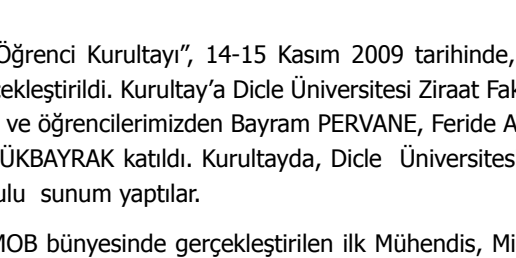 Öğrenci Kurultayı”, 14-15 Kasım 2009 tarihinde,
ekleştirildi. Kurultay’a Dicle Üniversitesi Ziraat Fak
ve öğrencilerimizden Bayram PERVANE, Feride A
ÜKBAYRAK katıldı. Kurultayda, Dicle Üniversites
ulu sunum yaptılar.
MOB bünyesinde gerçekleştirilen ilk Mühendis, Mi